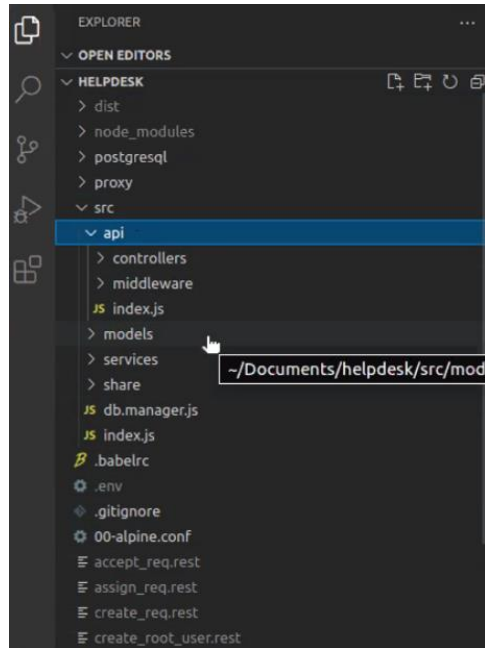 EXPLORER
OPEN EDITORS
HELPDESK
dist
node_modules
postgresql
proxy
src
api
controllers
middleware
JS index.js
models
services
~/Documents/helpdesk/src/mod
share
JS db.manager.js
JS index.js
B .babelrc
.env
.gitignore
00-alpine.conf
accept_req.rest
assign_req.rest
create_req.rest
create_root_user.rest